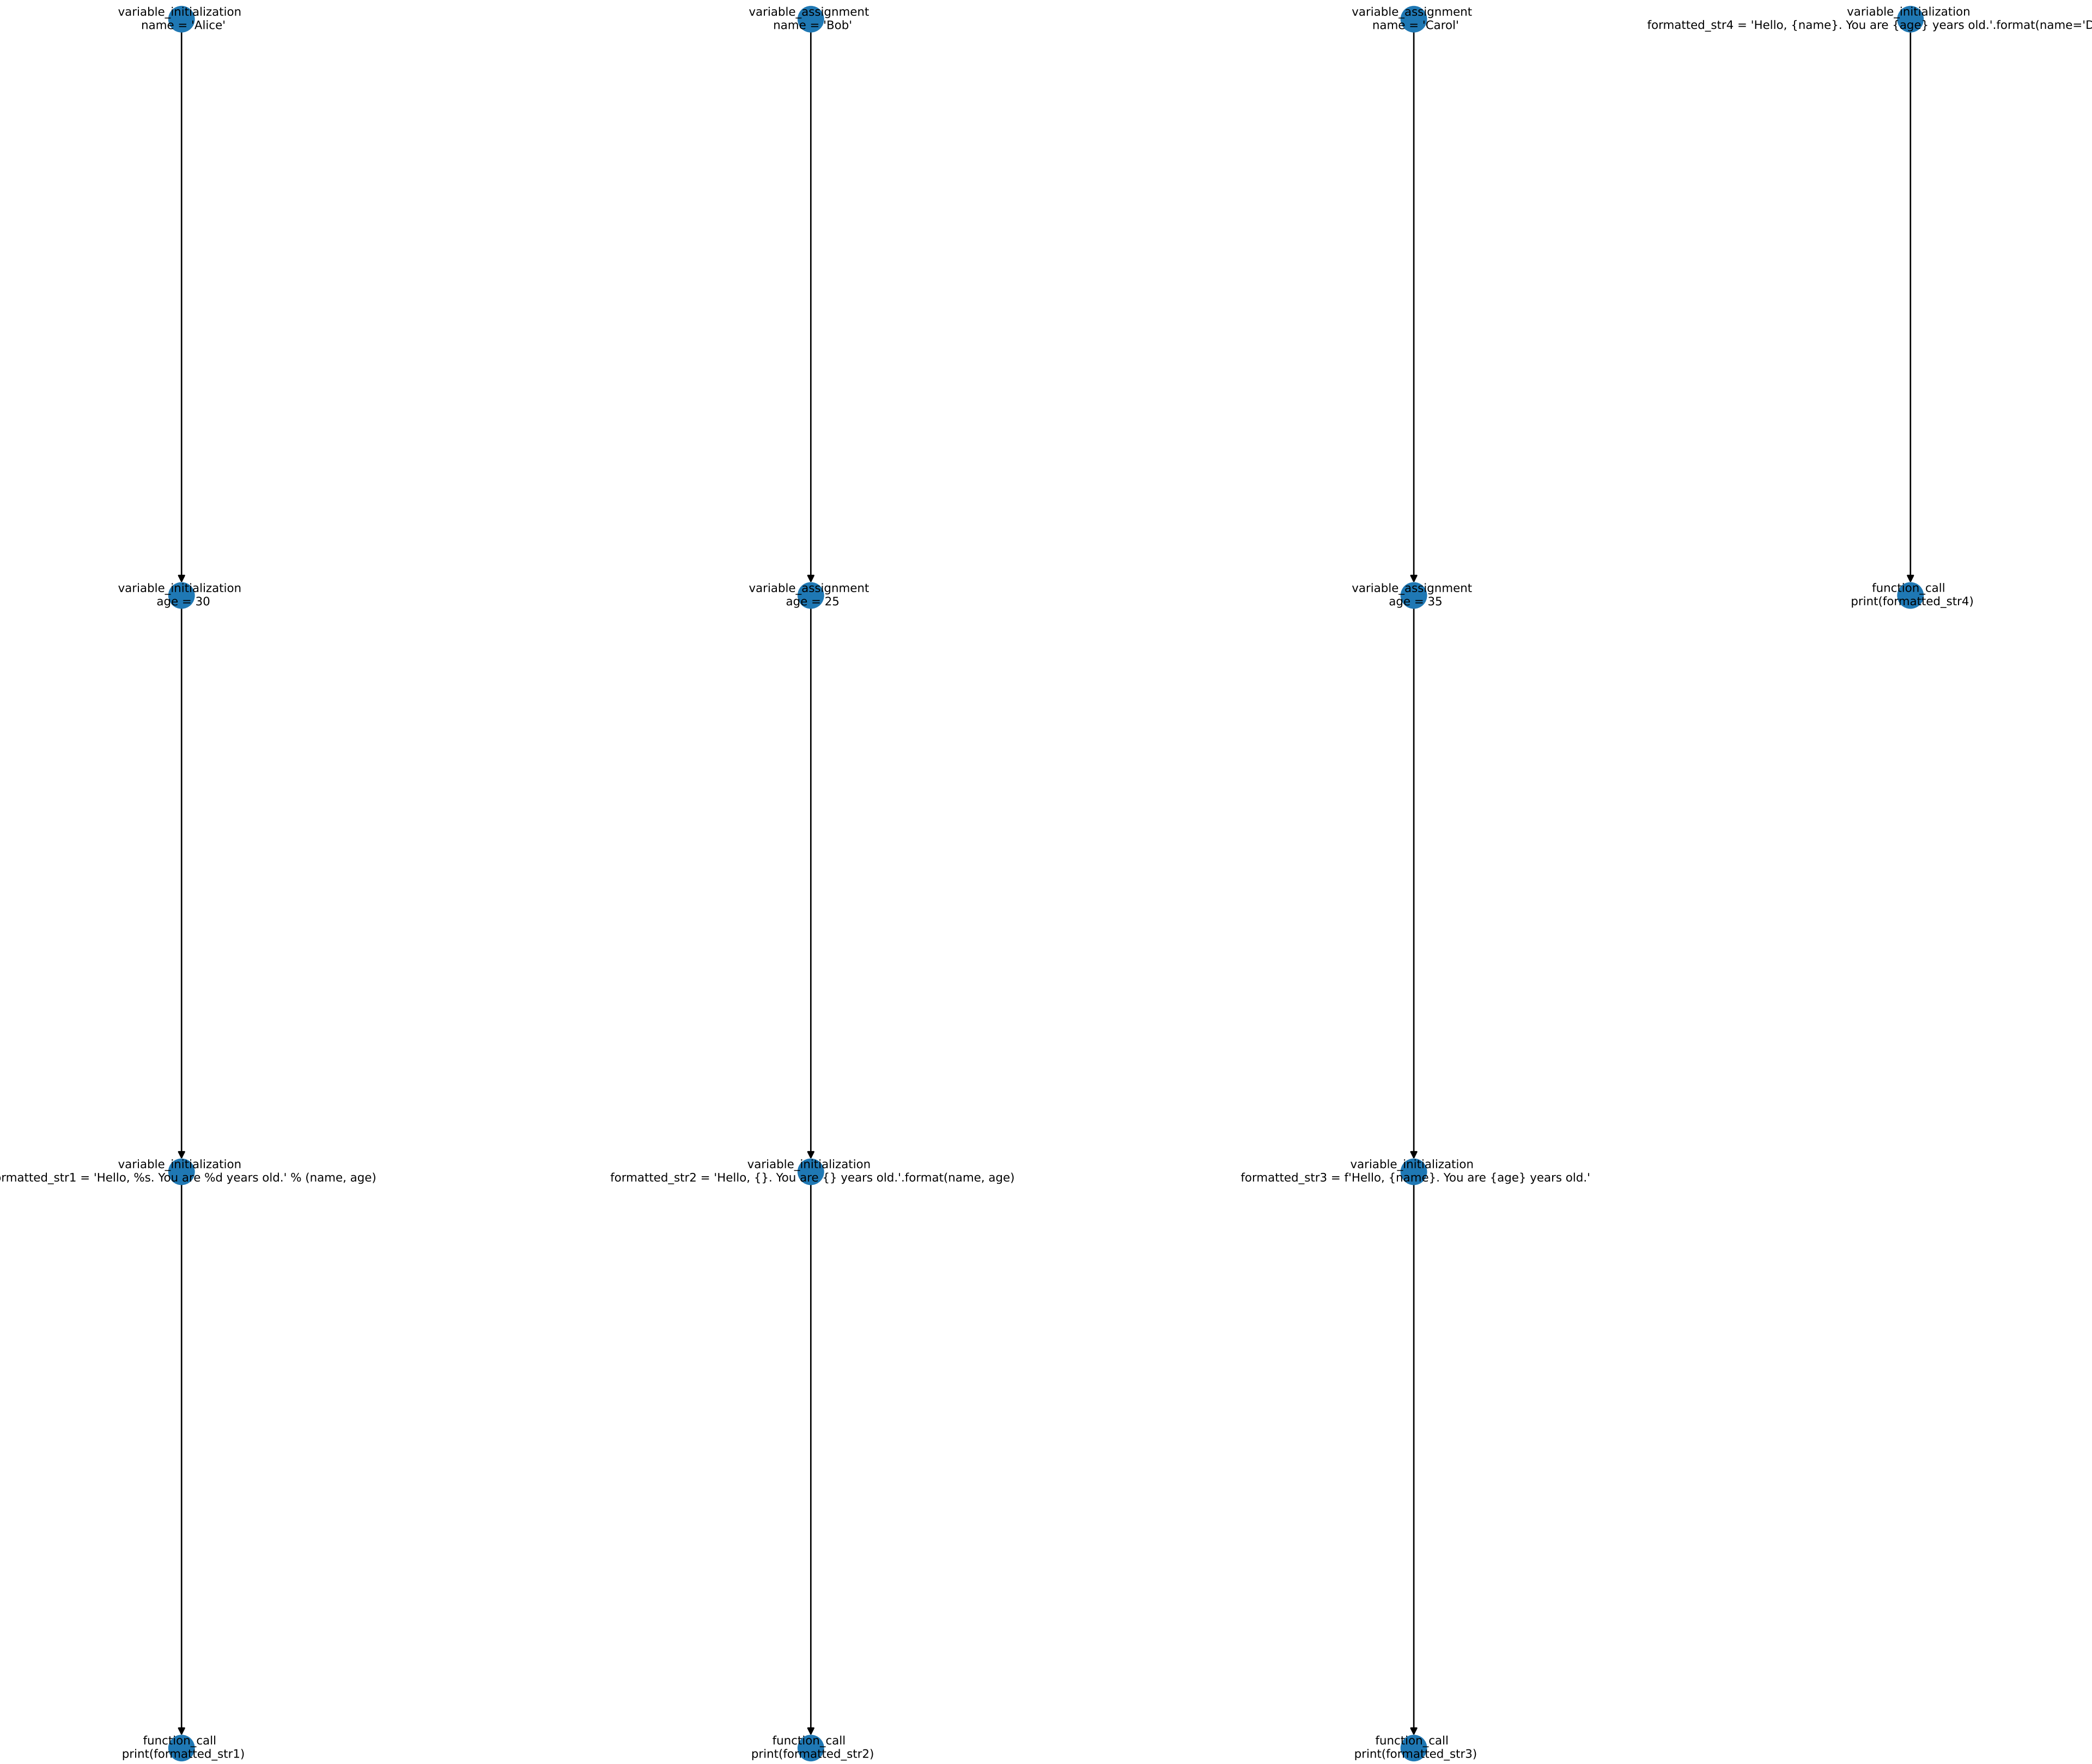 variable_initialization
name = 'Alice'
variable_assignment
name = 'Bob'
variable_assignment
name = 'Carol'
variable_initialization
formatted_str4 = 'Hello, {name}. You are {age} years old.'.format(name='D
variable_initialization
age = 30
variable_assignment
age = 25
variable_assignment
age = 35
function_call
print(formatted_str4)
variable_initialization
ormatted_str1 = 'Hello, %s. You are %d years old.' % (name, age)
variable_initialization
formatted_str2 = 'Hello, {}. You are {} years old.'.format(name, age)
variable_initialization
formatted_str3 = f'Hello, {name}. You are {age} years old.'
function_call
print(formatted_str1)
function_call
print(formatted_str2)
function_call
print(formatted_str3)